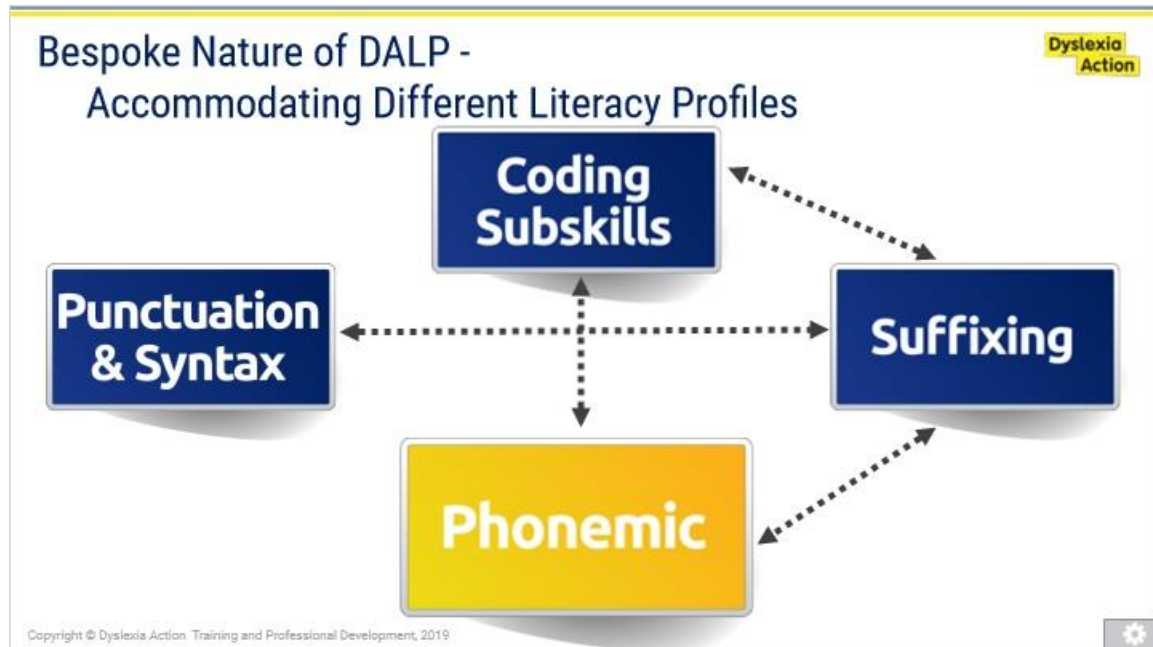 Bespoke Nature of DALP -
Accommodating Different Literacy Profiles
Dyslexia
Action
Coding
Subskills
Punctuation
& Syntax
Suffixing
Phonemic
Copyright © Dyslexia Action Training and Professional Development, 2019